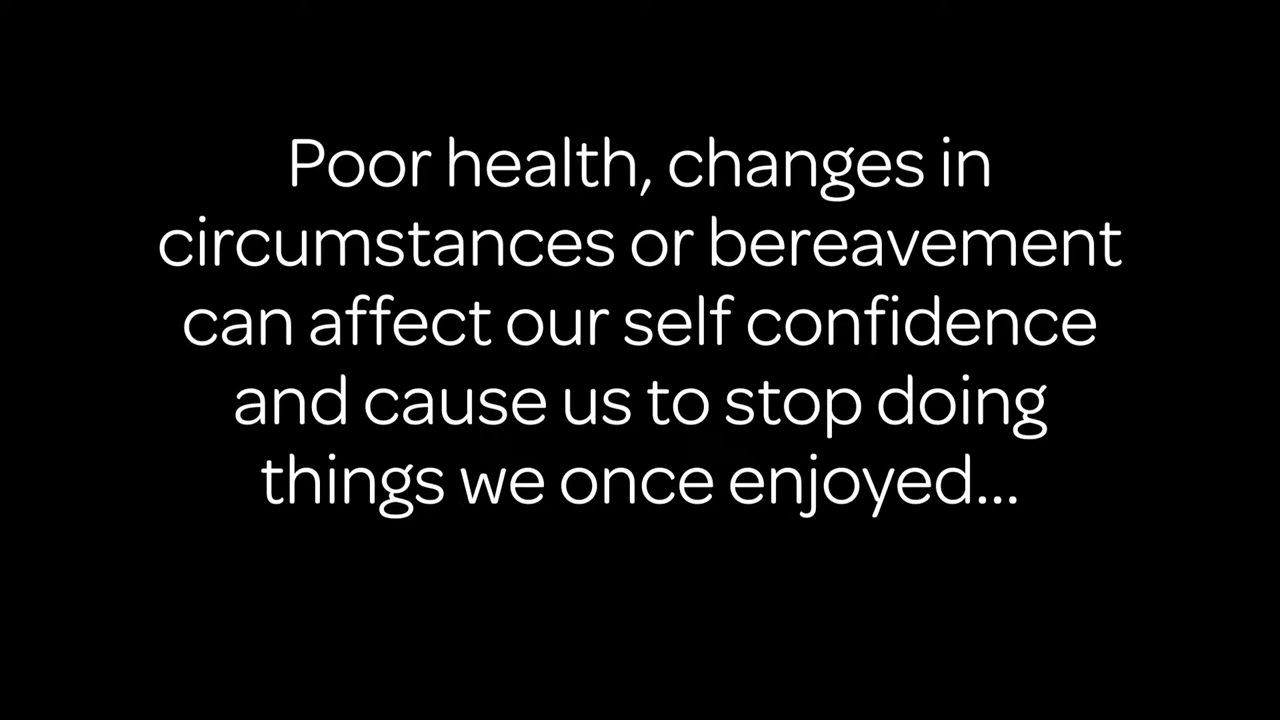 Poor health, changes in
circumstances or bereavement
can affect our self confidence
and cause us to stop doing
things we once enjoyed...